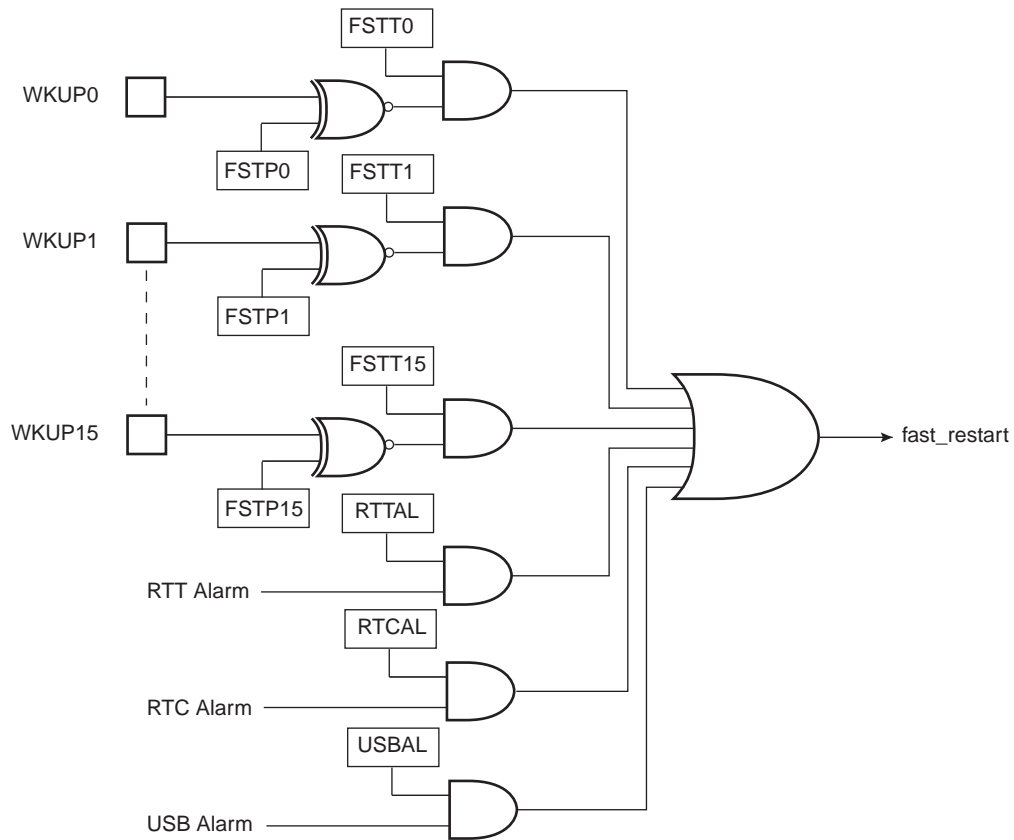 FSTT0
WKUP0
FSTP0
FSTT1
WKUP1
FSTP1
FSTT15
WKUP15
fast_restart
FSTP15
RTTAL
RTT Alarm
RTCAL
RTC Alarm
USBAL
USB Alarm